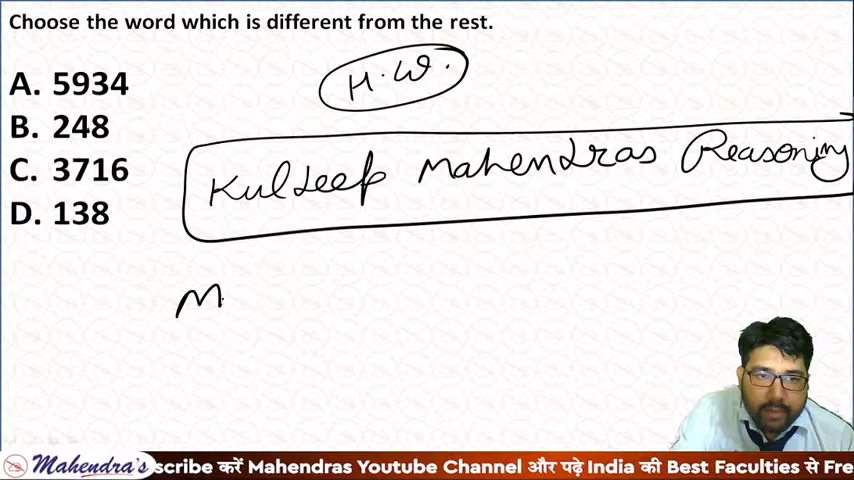 Choose the word which is different from the rest.
A. 5934
B. 248
C. 3716
D. 138
H.W.
Kuldeep Mahendras Reasoning
M
Mahendra's scribe करें Mahendras Youtube Channel और पढ़े India की Best Faculties से Fre